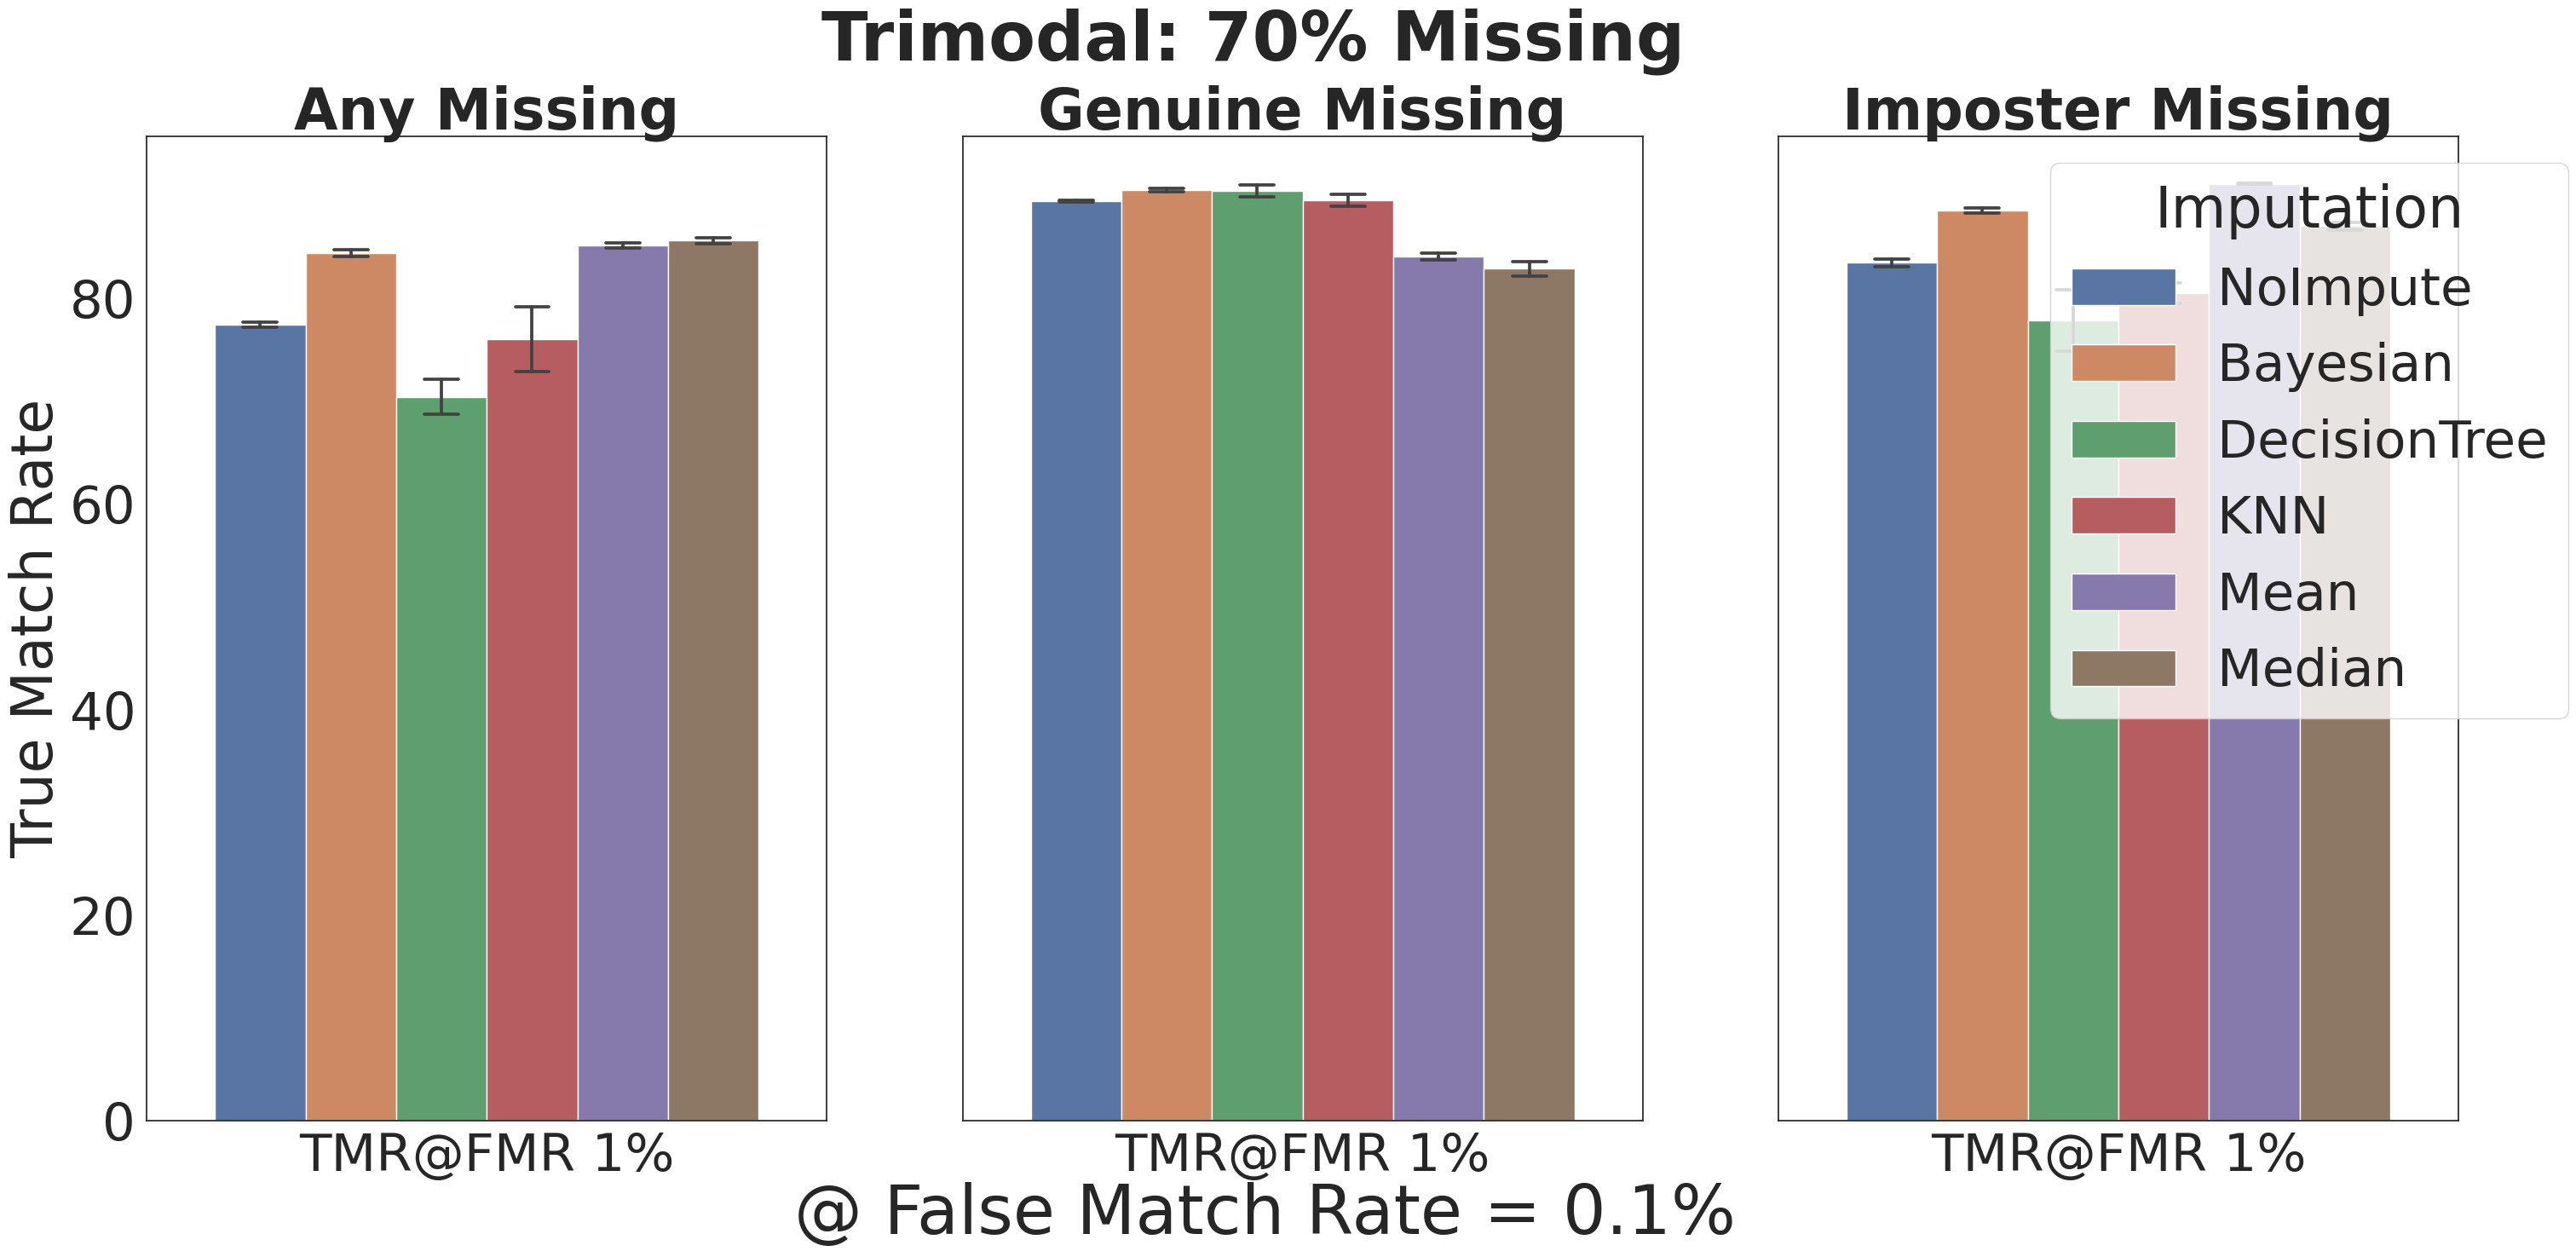 Trimodal: 70% Missing
Any Missing
Genuine Missing
Imposter Missing
True Match Rate
80
60
40
20
0
TMR@FMR 1%
TMR@FMR 1%
TMR@FMR 1%
Imputation
NoImpute
Bayesian
DecisionTree
KNN
Mean
Median
@ False Match Rate = 0.1%